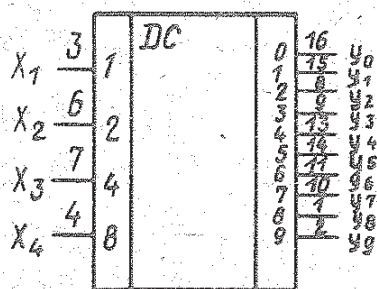 DC
X₁ 3 1
X₂ 6 2
X₃ 7 4
X₄ 4 8
0 16 y₀
1 15 y₁
2 8 y₂
3 9 y₃
4 13 y₄
5 14 y₅
6 11 y₆
7 10 y₇
8 1 y₈
9 2 y₉